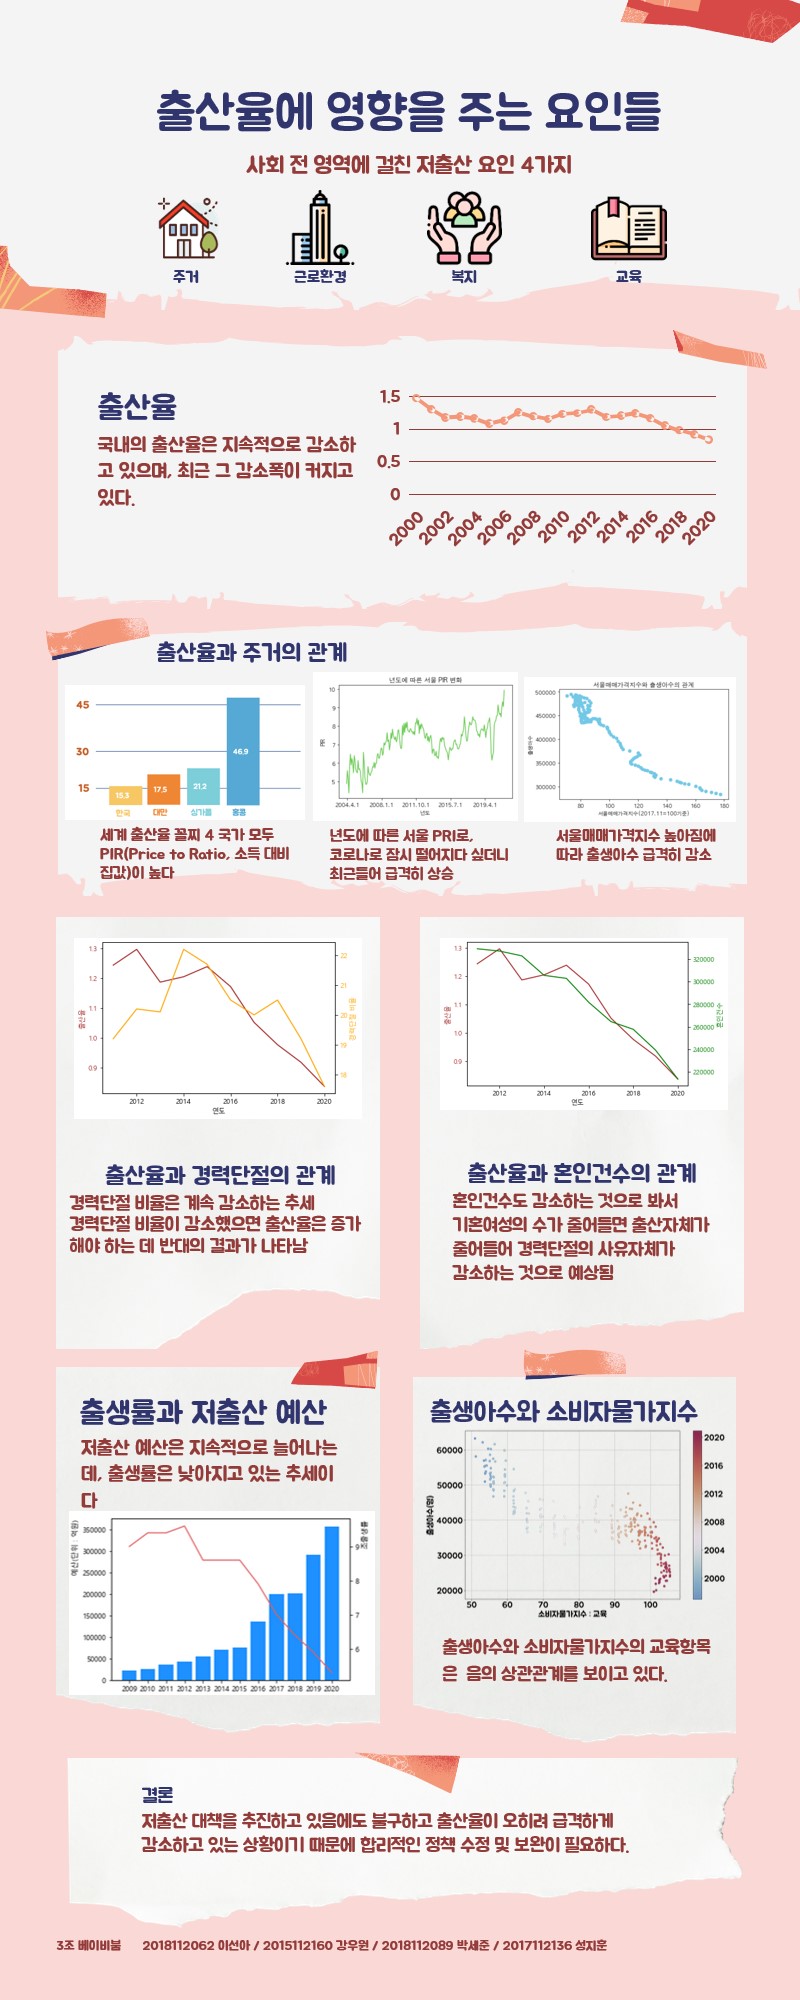 출산율에 영향을 주는 요인들
사회 전 영역에 걸친 저출산 요인 4가지
주거
근로환경
복지
교육
출산율
국내의 출산율은 지속적으로 감소하
고 있으며, 최근 그 감소폭이 커지고
있다.
1.5
1
0.5
0
2000 2002 2004 2006 2008 2010 2012 2014 2016 2018 2020
출산율과 주거의 관계
45
30
15
15.3
17.5
21.2
46.9
한국
대만
싱가폴
홍콩
세계 출산율 꼴찌 4 국가 모두
PIR(Price to Ratio, 소득 대비
집값)이 높다
년도에 따른 서울 PIR 변화
PIR
10
9
8
7
6
5
2004.4.1 2008.1.1 2011.10.1 2015.7.1 2019.4.1
년도
년도에 따른 서울 PRI로,
코로나로 잠시 떨어지다 싶더니
최근들어 급격히 상승
서울매매가격지수와 출생아수의 관계
출생아수
500000
450000
400000
350000
300000
80 100 120 140 160 180
서울매매가격지수(2017.11=100기준)
서울매매가격지수 높아짐에
따라 출생아수 급격히 감소
출산율
1.3
1.2
1.1
1.0
0.9
22
21
20
19
18
경력단절 비율
2012 2014 2016 2018 2020
연도
출산율과 경력단절의 관계
경력단절 비율은 계속 감소하는 추세
경력단절 비율이 감소했으면 출산율은 증가
해야 하는 데 반대의 결과가 나타남
출산율
1.3
1.2
1.1
1.0
0.9
320000
300000
280000
260000
240000
220000
혼인건수
2012 2014 2016 2018 2020
연도
출산율과 혼인건수의 관계
혼인건수도 감소하는 것으로 봐서
기혼여성의 수가 줄어들면 출산자체가
줄어들어 경력단절의 사유자체가
감소하는 것으로 예상됨
출생률과 저출산 예산
저출산 예산은 지속적으로 늘어나는
데, 출생률은 낮아지고 있는 추세이
다
예산(단위 : 억원)
350000
300000
250000
200000
150000
100000
50000
0
조출생률
9
8
7
6
2009 2010 2011 2012 2013 2014 2015 2016 2017 2018 2019 2020
출생아수와 소비자물가지수
출생아수(명)
60000
50000
40000
30000
20000
50 60 70 80 90 100
소비자물가지수 : 교육
2020
2016
2012
2008
2004
2000
출생아수와 소비자물가지수의 교육항목
은 음의 상관관계를 보이고 있다.
결론
저출산 대책을 추진하고 있음에도 불구하고 출산율이 오히려 급격하게
감소하고 있는 상황이기 때문에 합리적인 정책 수정 및 보완이 필요하다.
3조 베이비붐 2018112062 이선아 / 2015112160 강우원 / 2018112089 박세준 / 2017112136 성지훈